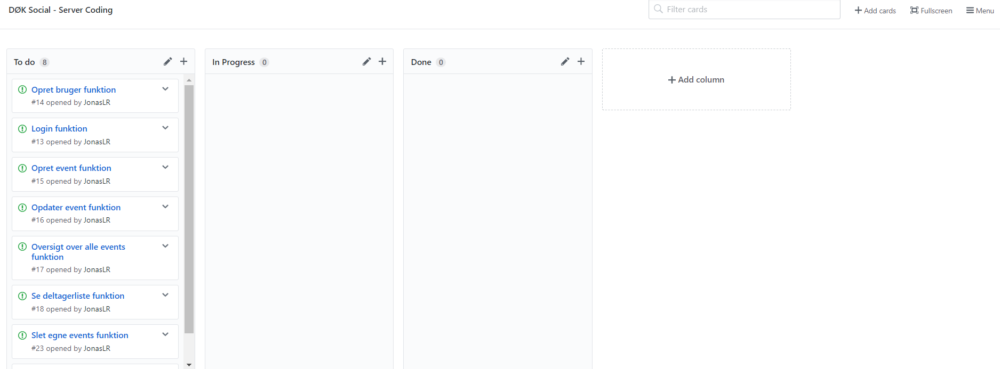 DØK Social - Server Coding
Filter cards
Add cards
Fullscreen
Menu
To do 8
Opret bruger funktion
#14 opened by JonasLR
Login funktion
#13 opened by JonasLR
Opret event funktion
#15 opened by JonasLR
Opdater event funktion
#16 opened by JonasLR
Oversigt over alle events
funktion
#17 opened by JonasLR
Se deltagerliste funktion
#18 opened by JonasLR
Slet egne events funktion
#23 opened by JonasLR
In Progress 0
Done 0
Add column